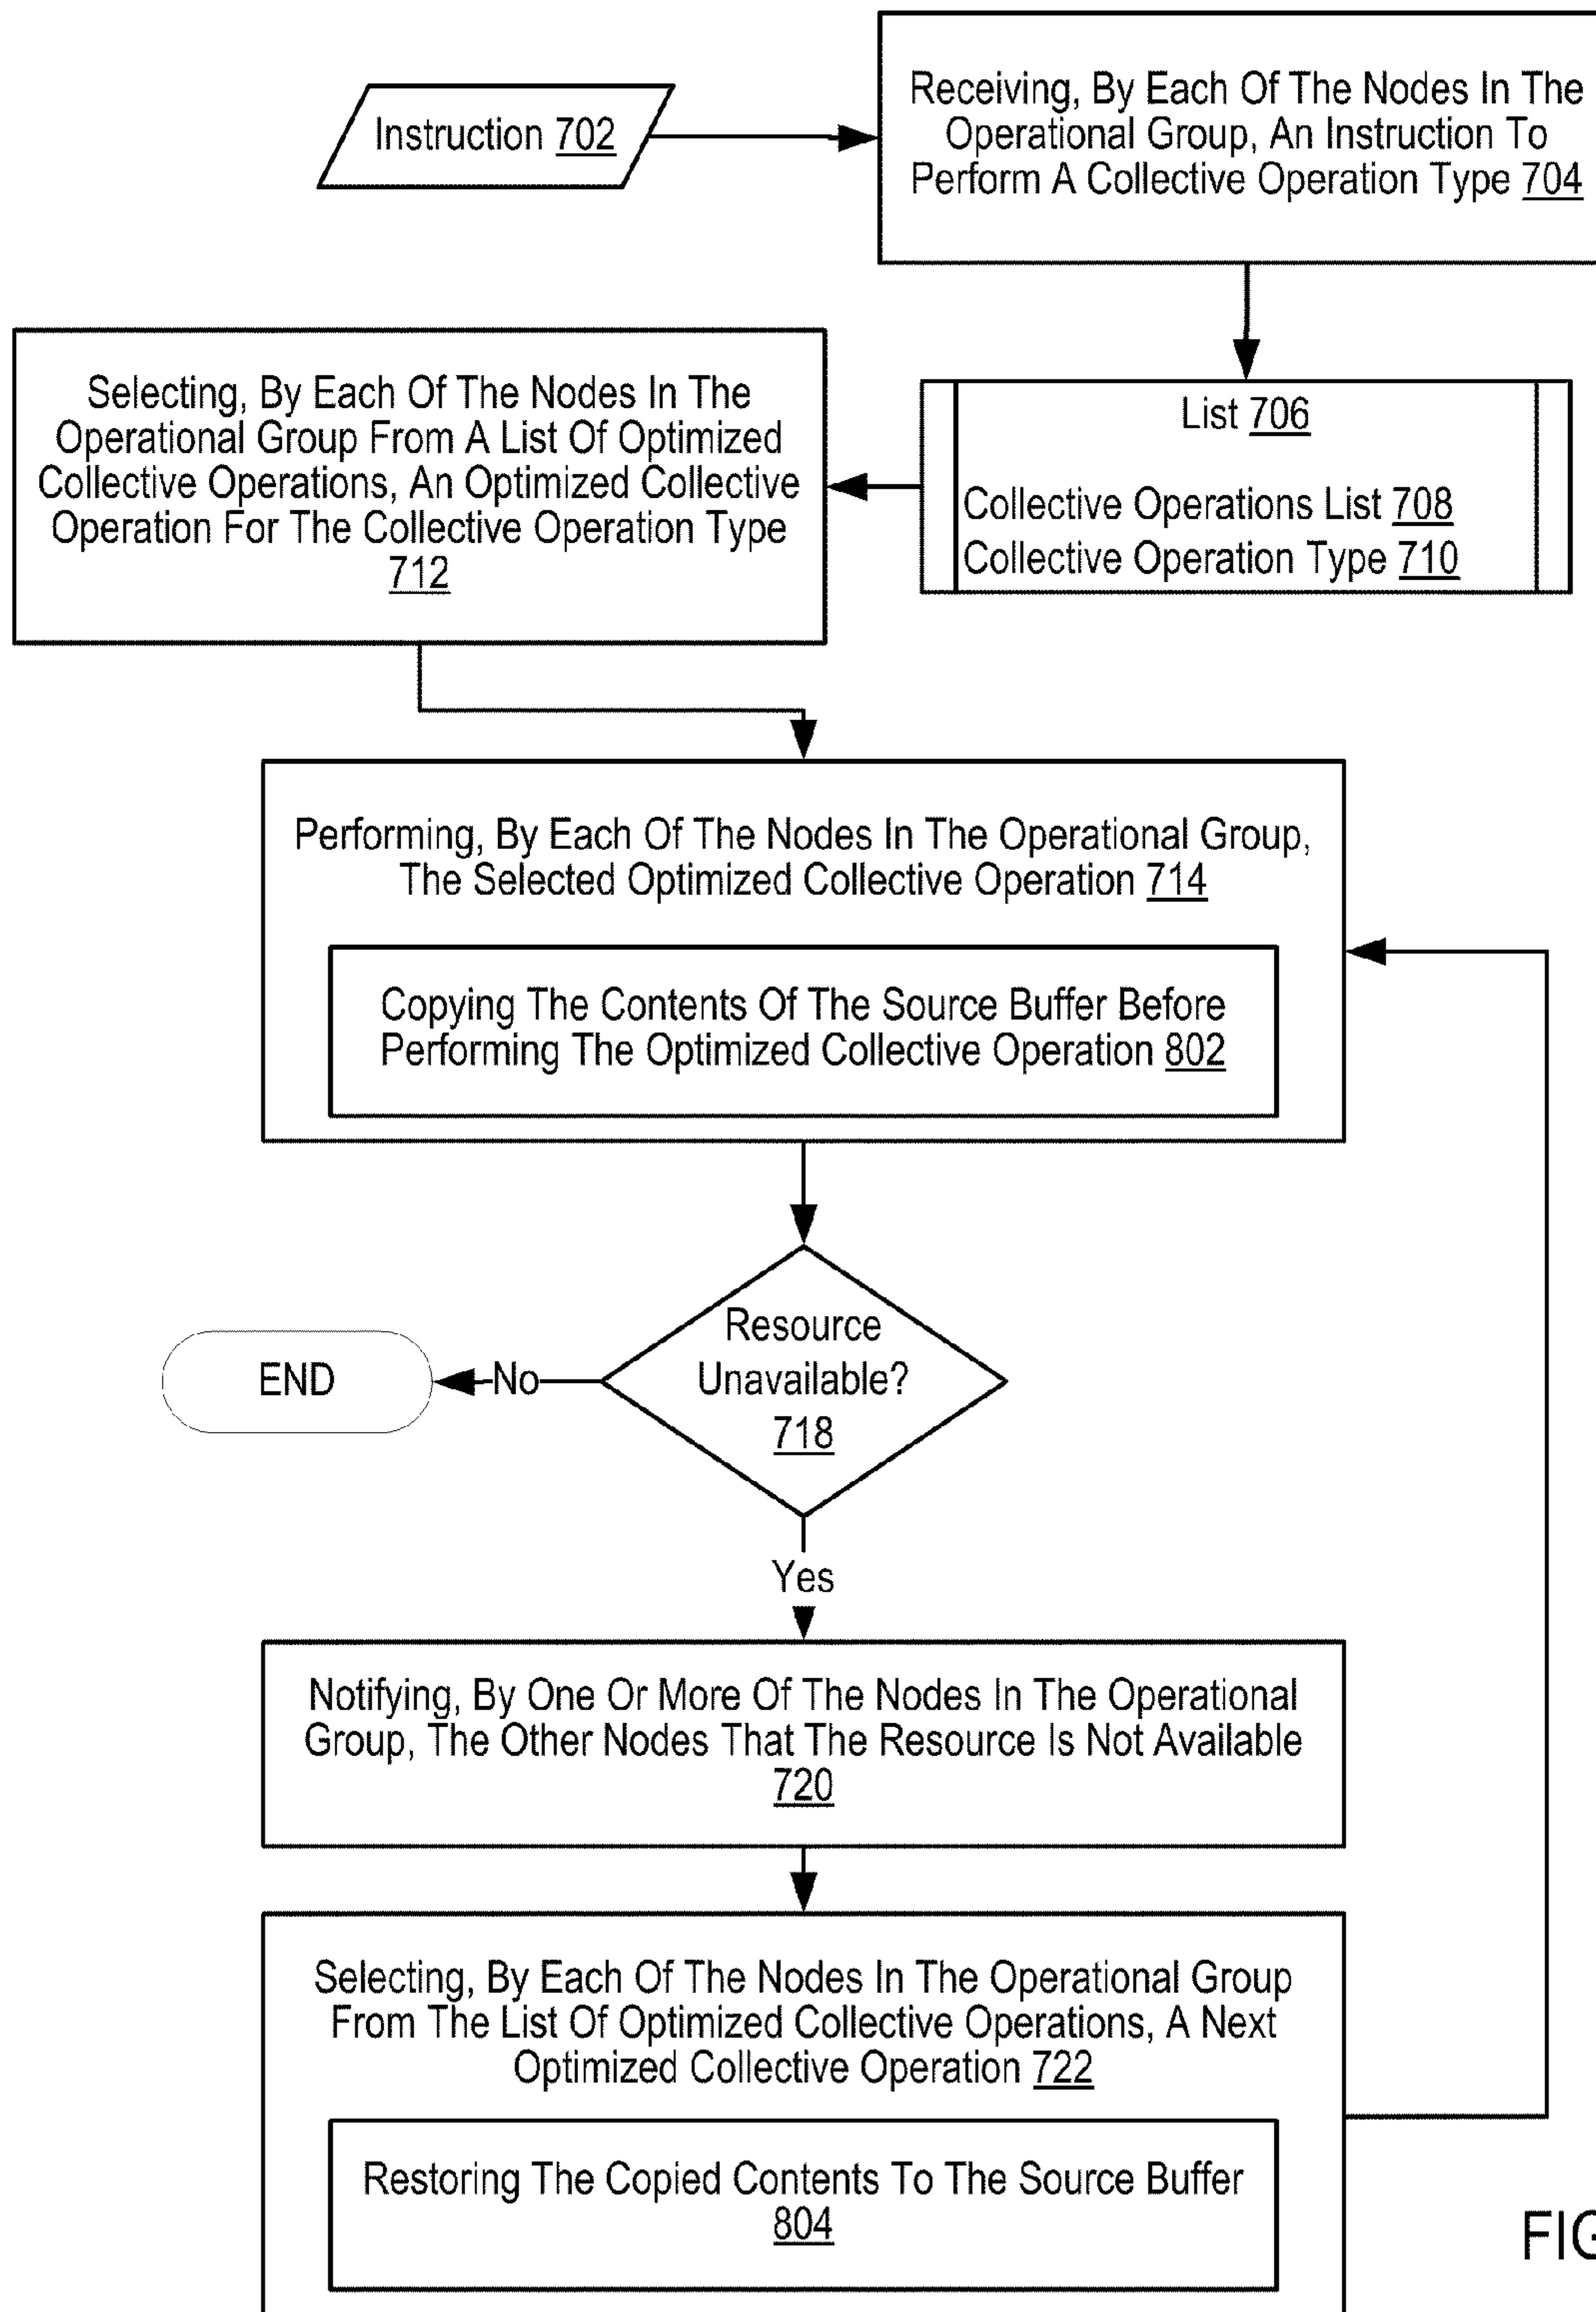 Instruction 702
Receiving, By Each Of The Nodes In The
Operational Group, An Instruction To
Perform A Collective Operation Type 704
List 706
Collective Operations List 708
Collective Operation Type 710
Selecting, By Each Of The Nodes In The
Operational Group From A List Of Optimized
Collective Operations, An Optimized Collective
Operation For The Collective Operation Type
712
Performing, By Each Of The Nodes In The Operational Group,
The Selected Optimized Collective Operation 714
Copying The Contents Of The Source Buffer Before
Performing The Optimized Collective Operation 802
Resource
Unavailable?
718
No
END
Yes
Notifying, By One Or More Of The Nodes In The Operational
Group, The Other Nodes That The Resource Is Not Available
720
Selecting, By Each Of The Nodes In The Operational Group
From The List Of Optimized Collective Operations, A Next
Optimized Collective Operation 722
Restoring The Copied Contents To The Source Buffer
804